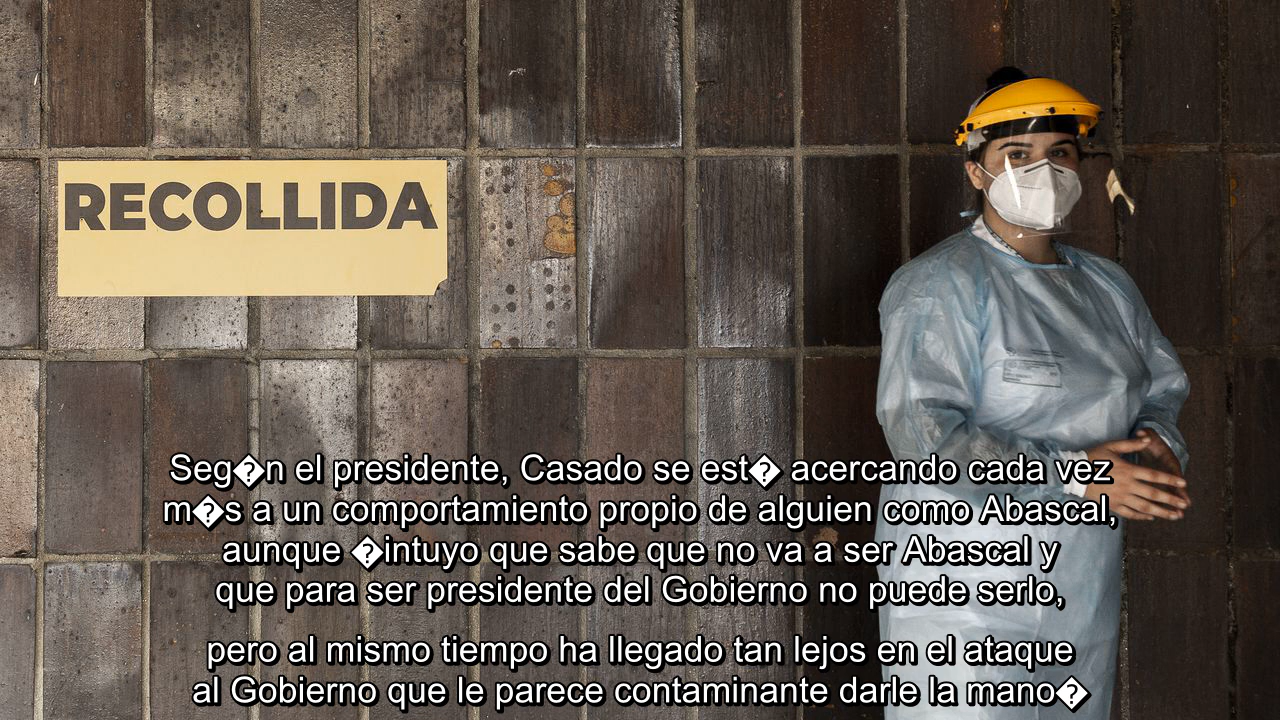 RECOLLIDA
Seg�n el presidente, Casado se est� acercando cada vez
m�s a un comportamiento propio de alguien como Abascal,
aunque �intuyo que sabe que no va a ser Abascal y
que para ser presidente del Gobierno no puede serlo,
pero al mismo tiempo ha llegado tan lejos en el ataque
al Gobierno que le parece contaminante darle la mano�